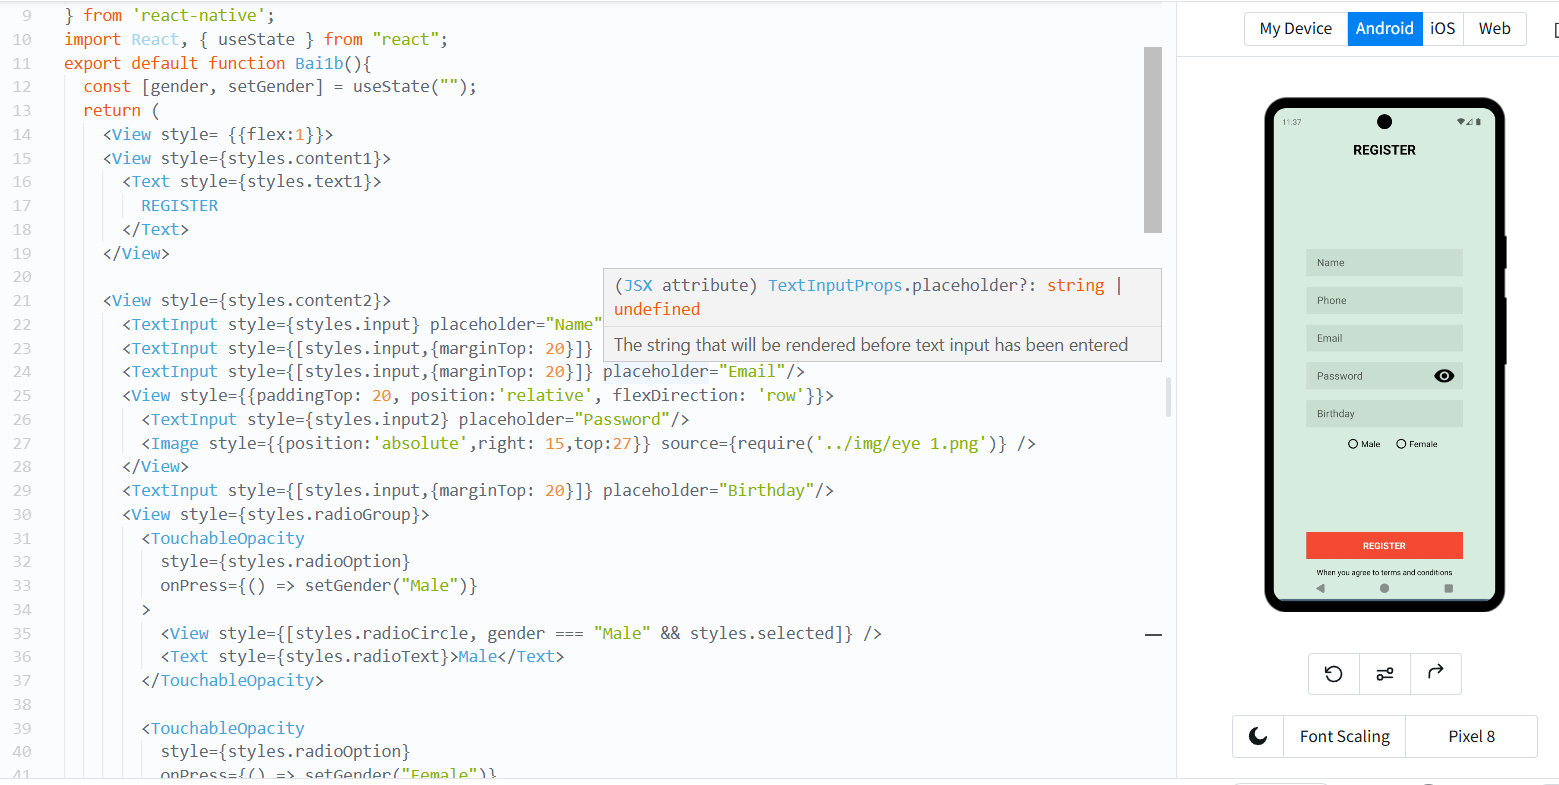 9 } from 'react-native';
10 import React, { useState } from "react";
11 export default function Bai1b(){
12 const [gender, setGender] = useState("");
13 return (
14 <View style= {{flex:1}}>
15 <View style={styles.content1}>
16 <Text style={styles.text1}>
17 REGISTER
18 </Text>
19 </View>
20
21 <View style={styles.content2}>
22 <TextInput style={styles.input} placeholder="Name"
23 <TextInput style={[styles.input,{marginTop: 20}]}
24 <TextInput style={[styles.input,{marginTop: 20}]} placeholder="Email"/>
25 <View style={{paddingTop: 20, position:'relative', flexDirection: 'row'}}>
26 <TextInput style={styles.input2} placeholder="Password"/>
27 <Image style={{position:'absolute',right: 15,top:27}} source={require('../img/eye 1.png')} />
28 </View>
29 <TextInput style={[styles.input,{marginTop: 20}]} placeholder="Birthday"/>
30 <View style={styles.radioGroup}>
31 <TouchableOpacity
32 style={styles.radioOption}
33 onPress={() => setGender("Male")}
34 >
35 <View style={[styles.radioCircle, gender === "Male" && styles.selected]} />
36 <Text style={styles.radioText}>Male</Text>
37 </TouchableOpacity>
38
39 <TouchableOpacity
40 style={styles.radioOption}
41 onPress={() => setGender("Female")}
(JSX attribute) TextInputProps.placeholder?: string |
undefined
The string that will be rendered before text input has been entered
My Device Android iOS Web
11:37
REGISTER
Name
Phone
Email
Password
Birthday
Male Female
REGISTER
When you agree to terms and conditions
Font Scaling Pixel 8